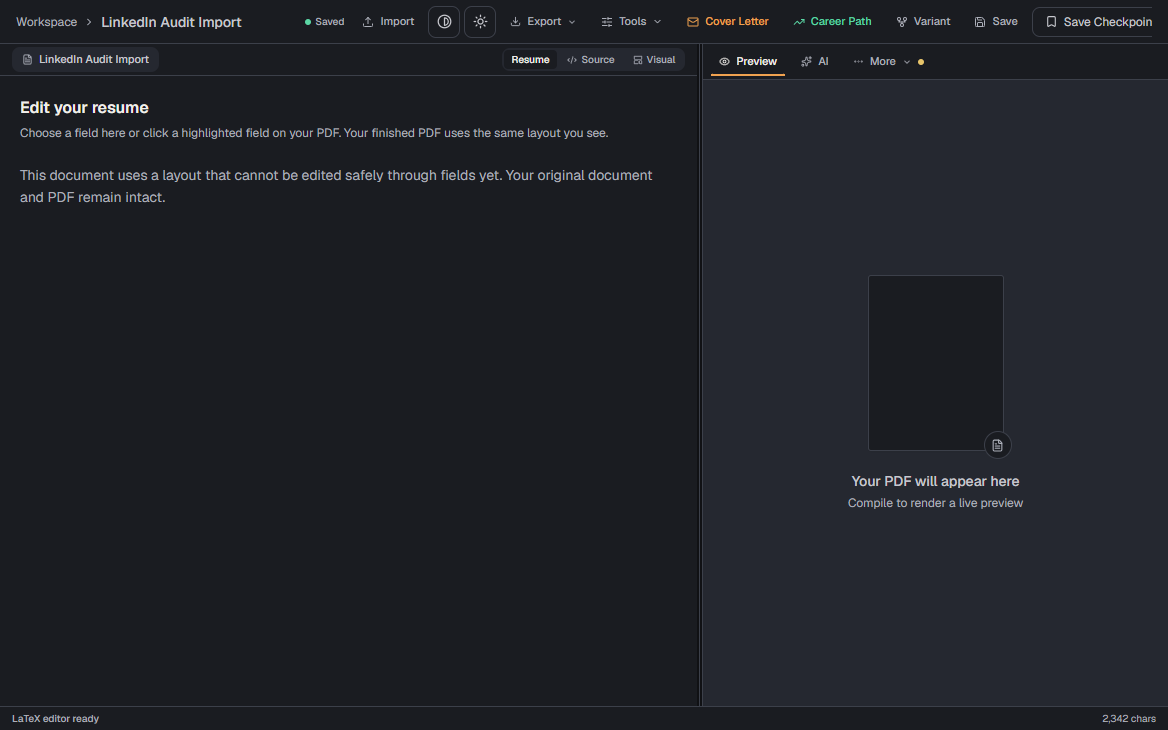 Workspace > LinkedIn Audit Import
Saved
Import
Export
Tools
Cover Letter
Career Path
Variant
Save
Save Checkpoin
LinkedIn Audit Import
Resume
</> Source
Visual
Preview
AI
··· More
Edit your resume
Choose a field here or click a highlighted field on your PDF. Your finished PDF uses the same layout you see.
This document uses a layout that cannot be edited safely through fields yet. Your original document
and PDF remain intact.
Your PDF will appear here
Compile to render a live preview
LaTeX editor ready
2,342 chars